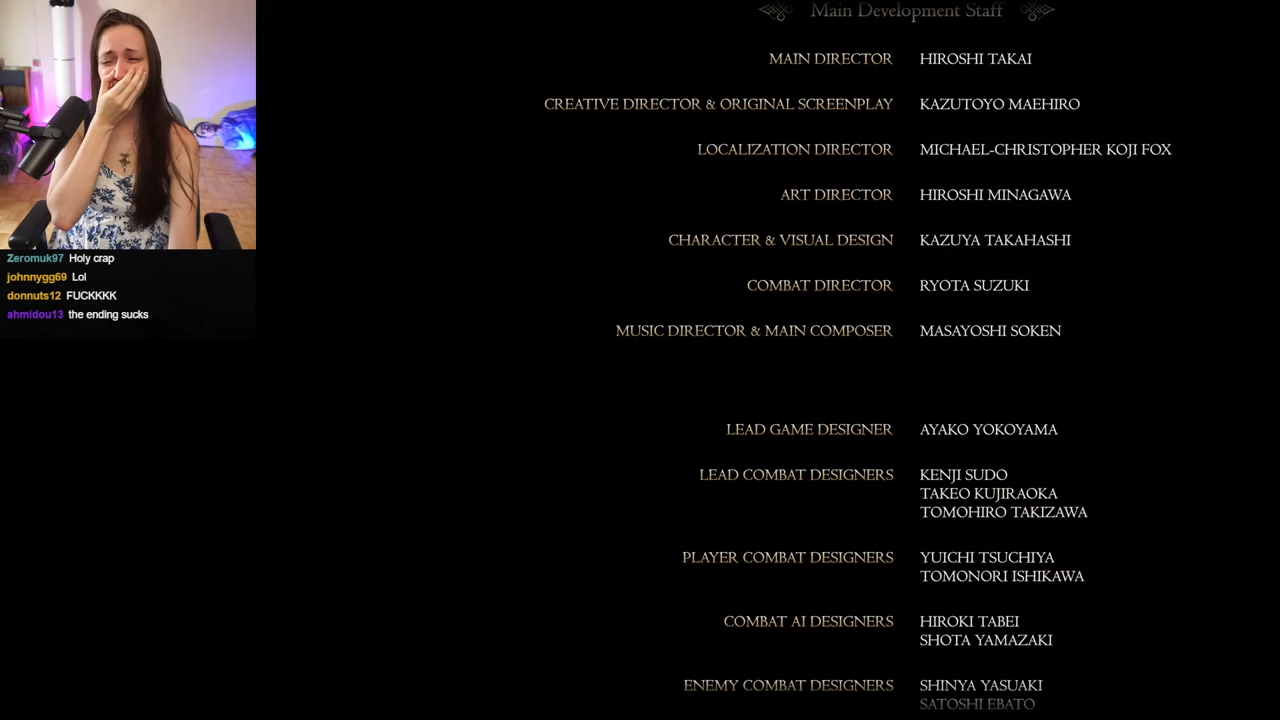 Main Development Staff
MAIN DIRECTOR HIROSHI TAKAI
CREATIVE DIRECTOR & ORIGINAL SCREENPLAY KAZUTOYO MAEHIRO
LOCALIZATION DIRECTOR MICHAEL-CHRISTOPHER KOJI FOX
ART DIRECTOR HIROSHI MINAGAWA
CHARACTER & VISUAL DESIGN KAZUYA TAKAHASHI
COMBAT DIRECTOR RYOTA SUZUKI
MUSIC DIRECTOR & MAIN COMPOSER MASAYOSHI SOKEN
LEAD GAME DESIGNER AYAKO YOKOYAMA
LEAD COMBAT DESIGNERS KENJI SUDO
TAKEO KUJIRAOKA
TOMOHIRO TAKIZAWA
PLAYER COMBAT DESIGNERS YUICHI TSUCHIYA
TOMONORI ISHIKAWA
COMBAT AI DESIGNERS HIROKI TABEI
SHOTA YAMAZAKI
ENEMY COMBAT DESIGNERS SHINYA YASUAKI
SATOSHI EBATO
Zeromuk97 Holy crap
johnnygg69 Lol
donnuts12 FUCKKKK
ahmidou13 the ending sucks